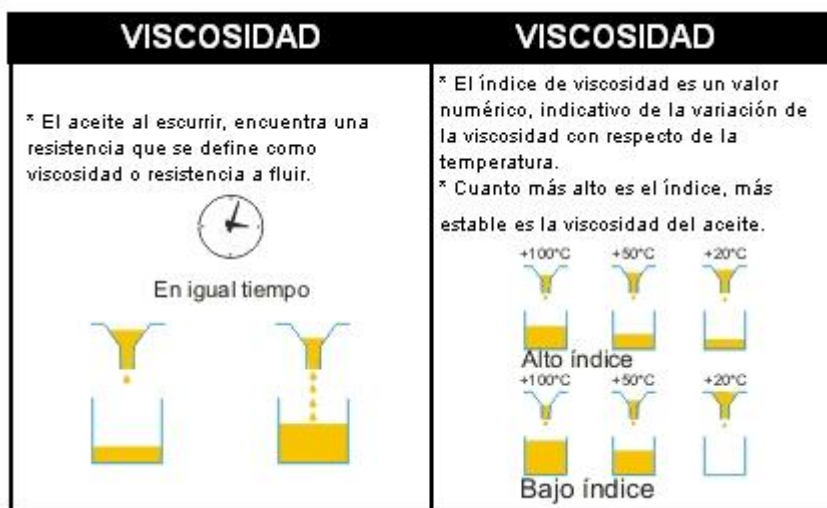 VISCOSIDAD
* El aceite al escurrir, encuentra una
resistencia que se define como
viscosidad o resistencia a fluir.
En igual tiempo
VISCOSIDAD
* El índice de viscosidad es un valor
numérico, indicativo de la variación de
la viscosidad con respecto de la
temperatura.
* Cuanto más alto es el índice, más
estable es la viscosidad del aceite.
+100°C +50°C +20°C
Alto índice
+100°C +50°C +20°C
Bajo índice